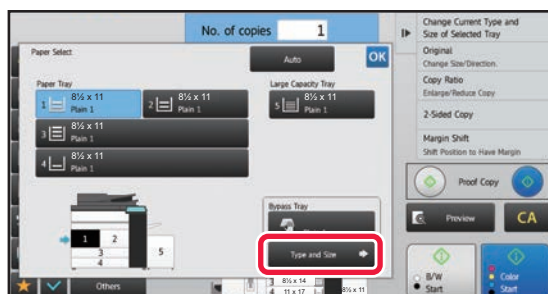 No. of copies 1
Paper Select
Auto
OK
Paper Tray
Large Capacity Tray
1 8½ x 11
Plain 1
2 8½ x 11
Plain 1
5 8½ x 11
Plain 1
3 8½ x 11
Plain 1
4 8½ x 11
Plain 1
Bypass Tray
Type and Size
1 2
3
4
5
Others
3 8½ x 14
4 11 x 17
8½ x 11
Change Current Type and
Size of Selected Tray
Original
Change Size/Direction.
Copy Ratio
Enlarge/Reduce Copy
2-Sided Copy
Margin Shift
Shift Position to Have Margin
Proof Copy
Preview
CA
B/W
Start
Color
Start